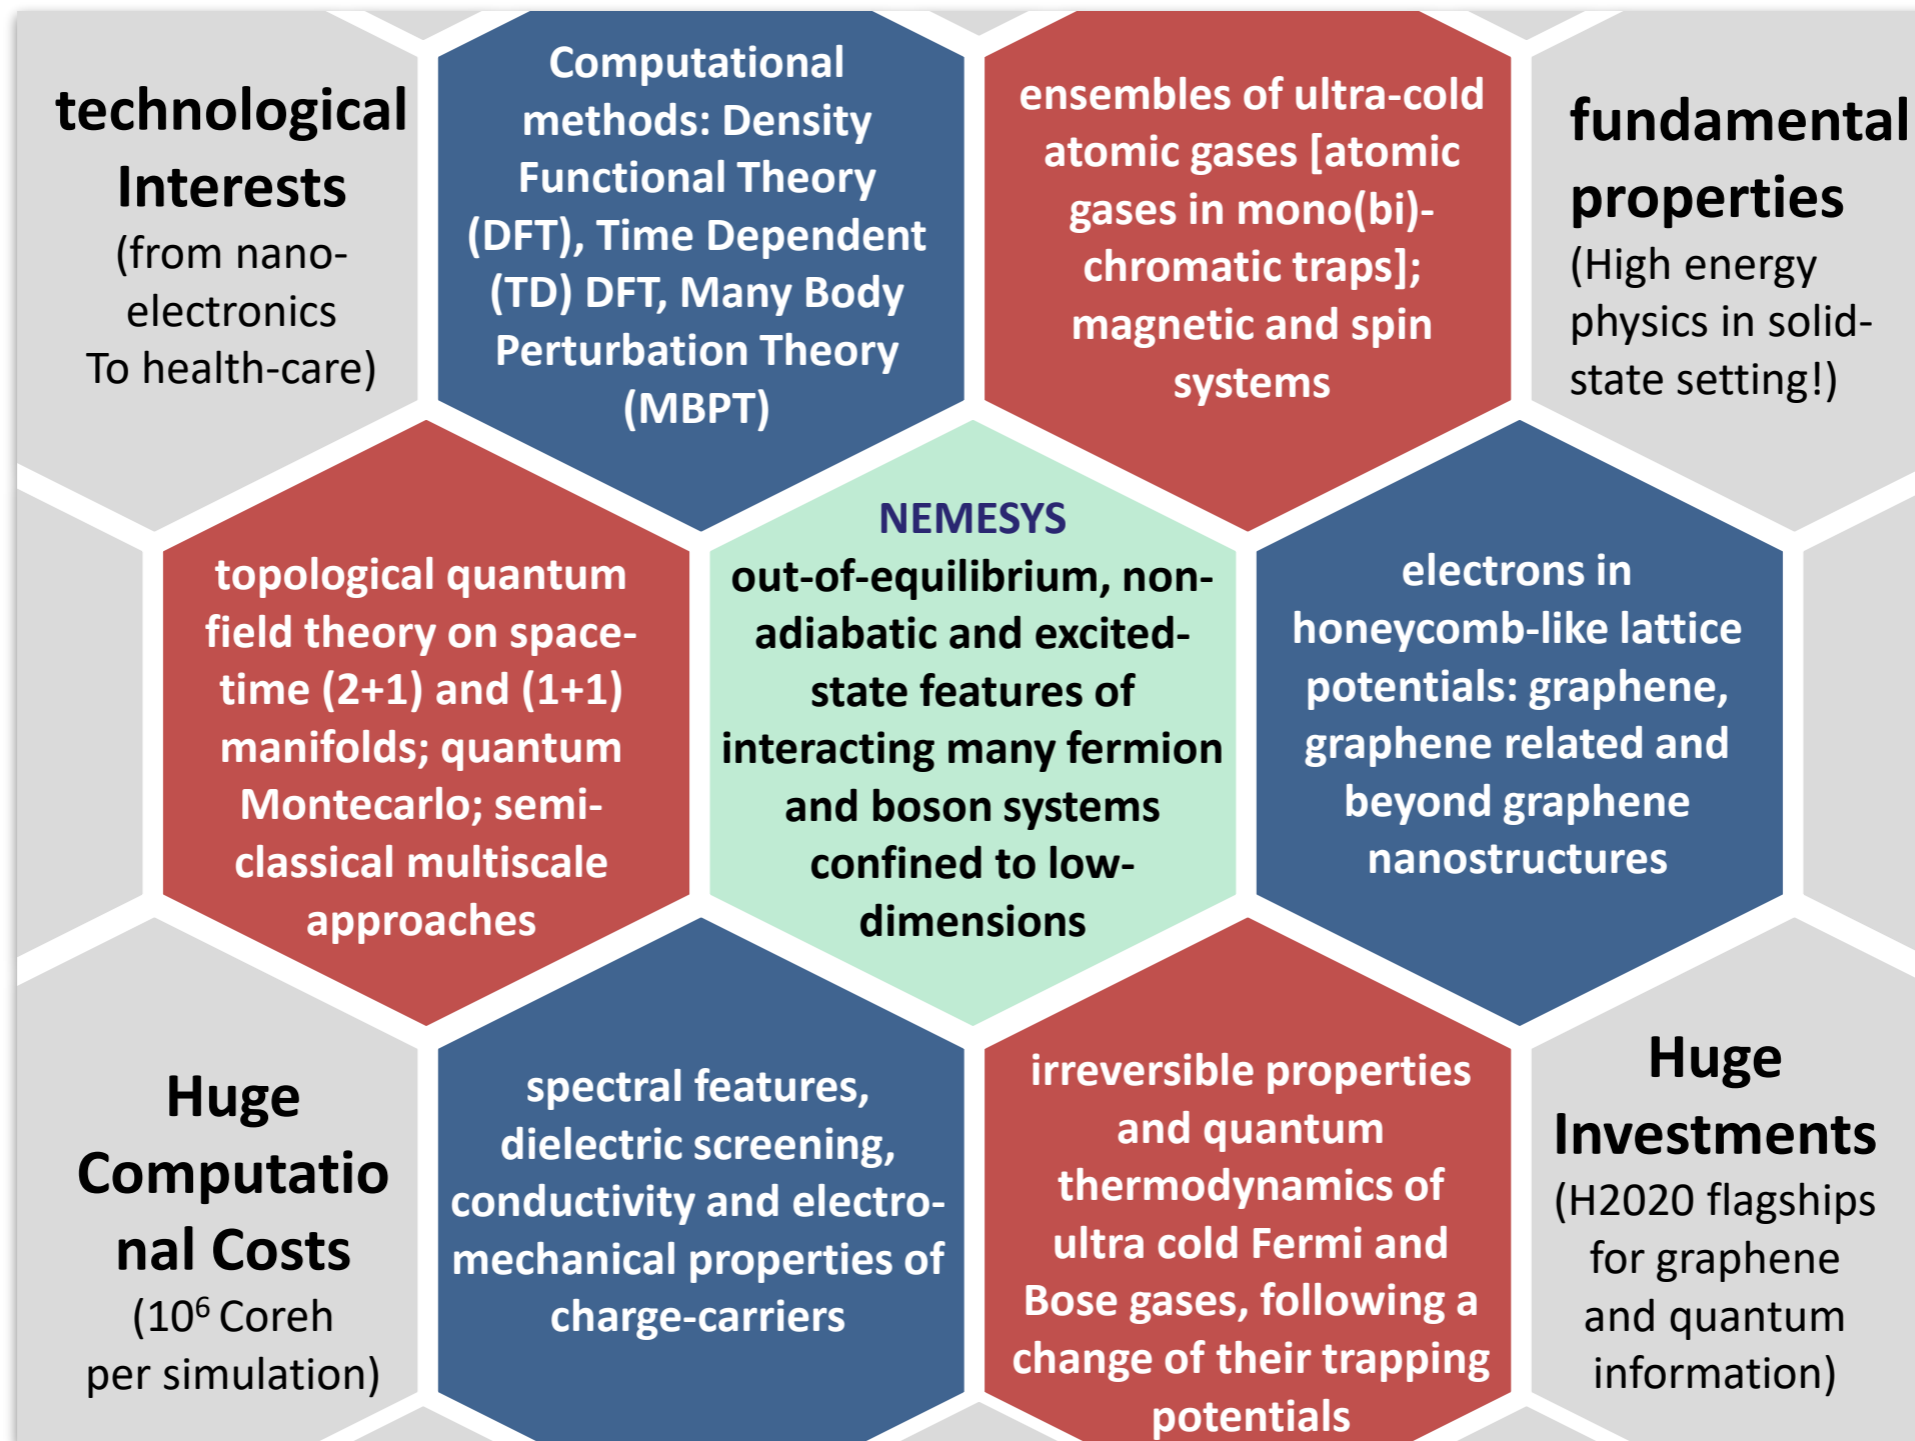 technological
Interests
(from nano-
electronics
To health-care)
Computational
methods: Density
Functional Theory
(DFT), Time Dependent
(TD) DFT, Many Body
Perturbation Theory
(MBPT)
ensembles of ultra-cold
atomic gases [atomic
gases in mono(bi)-
chromatic traps];
magnetic and spin
systems
fundamental
properties
(High energy
physics in solid-
state setting!)
topological quantum
field theory on space-
time (2+1) and (1+1)
manifolds; quantum
Montecarlo; semi-
classical multiscale
approaches
NEMESYS
out-of-equilibrium, non-
adiabatic and excited-
state features of
interacting many fermion
and boson systems
confined to low-
dimensions
electrons in
honeycomb-like lattice
potentials: graphene,
graphene related and
beyond graphene
nanostructures
Huge
Computatio
nal Costs
(10⁶ Coreh
per simulation)
spectral features,
dielectric screening,
conductivity and electro-
mechanical properties of
charge-carriers
irreversible properties
and quantum
thermodynamics of
ultra cold Fermi and
Bose gases, following a
change of their trapping
potentials
Huge
Investments
(H2020 flagships
for graphene
and quantum
information)